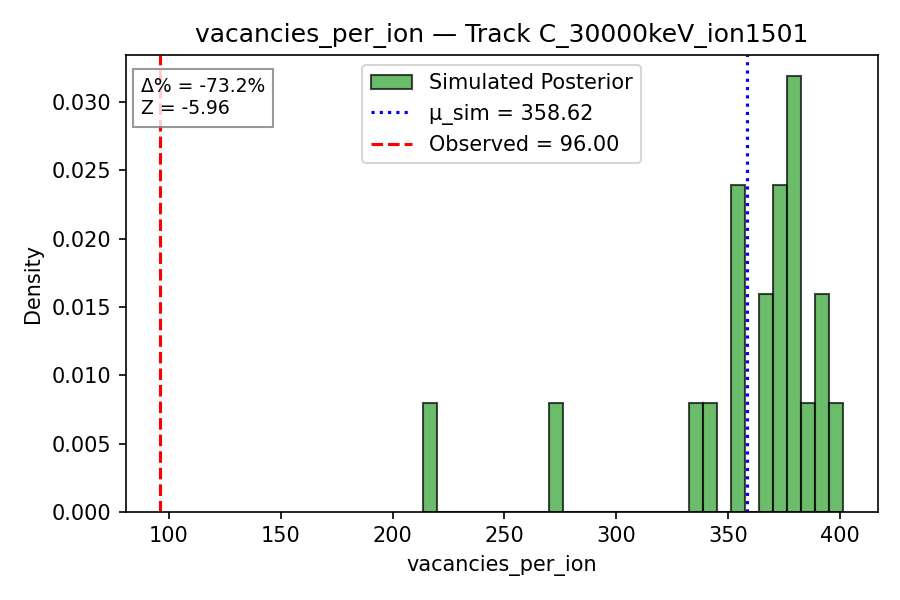 vacancies_per_ion — Track C_30000keV_ion1501
Δ% = -73.2%
Z = -5.96
Simulated Posterior
μ_sim = 358.62
Observed = 96.00
Density
0.030
0.025
0.020
0.015
0.010
0.005
0.000
100 150 200 250 300 350 400
vacancies_per_ion